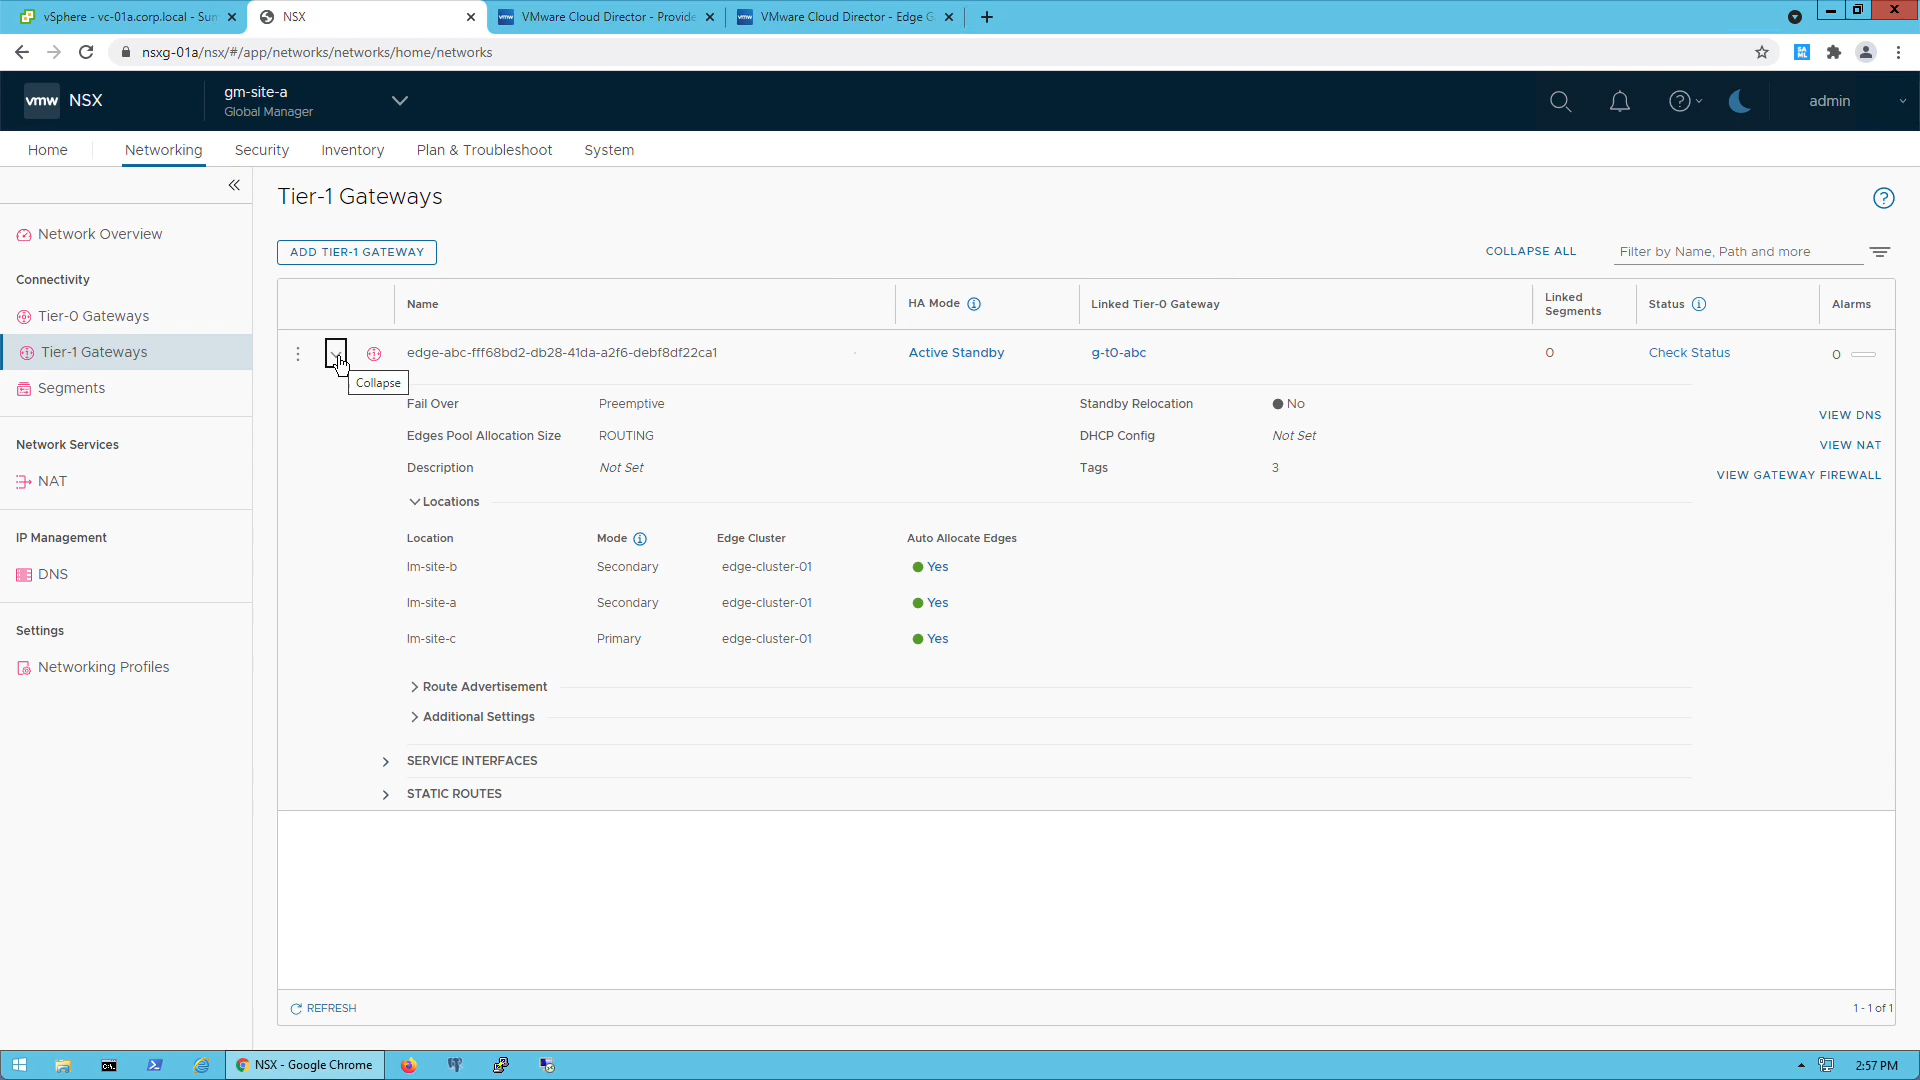 vSphere - vc-01a.corp.local - Sum
NSX
VMware Cloud Director - Provide
VMware Cloud Director - Edge G
nsxg-01a/nsx/#/app/networks/networks/home/networks
vmw NSX
gm-site-a
Global Manager
admin
Home
Networking
Security
Inventory
Plan & Troubleshoot
System
Network Overview
Connectivity
Tier-0 Gateways
Tier-1 Gateways
Segments
Network Services
NAT
IP Management
DNS
Settings
Networking Profiles
Tier-1 Gateways
ADD TIER-1 GATEWAY
COLLAPSE ALL
Filter by Name, Path and more
Name
HA Mode
Linked Tier-0 Gateway
Linked
Segments
Status
Alarms
edge-abc-fff68bd2-db28-41da-a2f6-debf8df22ca1
Active Standby
g-t0-abc
0
Check Status
0
Collapse
Fail Over
Preemptive
Standby Relocation
No
Edges Pool Allocation Size
ROUTING
DHCP Config
Not Set
Description
Not Set
Tags
3
VIEW DNS
VIEW NAT
VIEW GATEWAY FIREWALL
Locations
Location
Mode
Edge Cluster
Auto Allocate Edges
lm-site-b
Secondary
edge-cluster-01
Yes
lm-site-a
Secondary
edge-cluster-01
Yes
lm-site-c
Primary
edge-cluster-01
Yes
Route Advertisement
Additional Settings
SERVICE INTERFACES
STATIC ROUTES
REFRESH
1 - 1 of 1
NSX - Google Chrome
2:57 PM